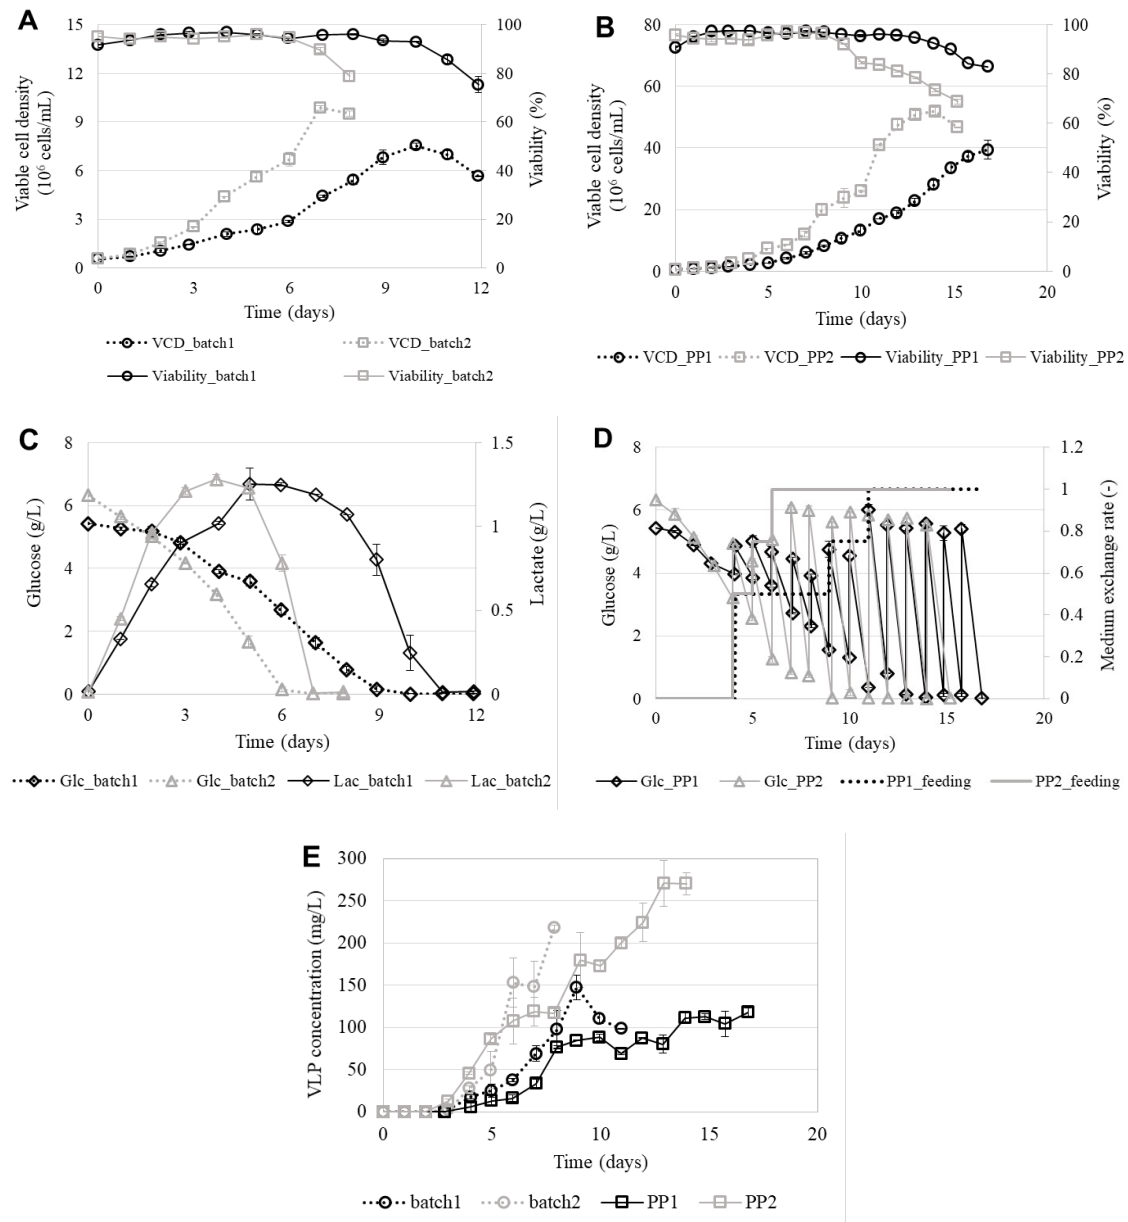 A
Viable cell density
(10⁶ cells/mL)
15
12
9
6
3
0
100
80
60
40
20
0
Viability (%)
0 3 6 9 12
Time (days)
VCD_batch1 VCD_batch2
Viability_batch1 Viability_batch2
B
Viable cell density
(10⁶ cells/mL)
80
60
40
20
0
100
80
60
40
20
0
Viability (%)
0 5 10 15 20
Time (days)
VCD_PP1 VCD_PP2 Viability_PP1 Viability_PP2
C
Glucose (g/L)
8
6
4
2
0
1.5
1
0.5
0
Lactate (g/L)
0 3 6 9 12
Time (days)
Glc_batch1 Glc_batch2 Lac_batch1 Lac_batch2
D
Glucose (g/L)
8
6
4
2
0
1.2
1
0.8
0.6
0.4
0.2
0
Medium exchange rate (-)
0 5 10 15 20
Time (days)
Glc_PP1 Glc_PP2 PP1_feeding PP2_feeding
E
VLP concentration (mg/L)
300
250
200
150
100
50
0
0 5 10 15 20
Time (days)
batch1 batch2 PP1 PP2